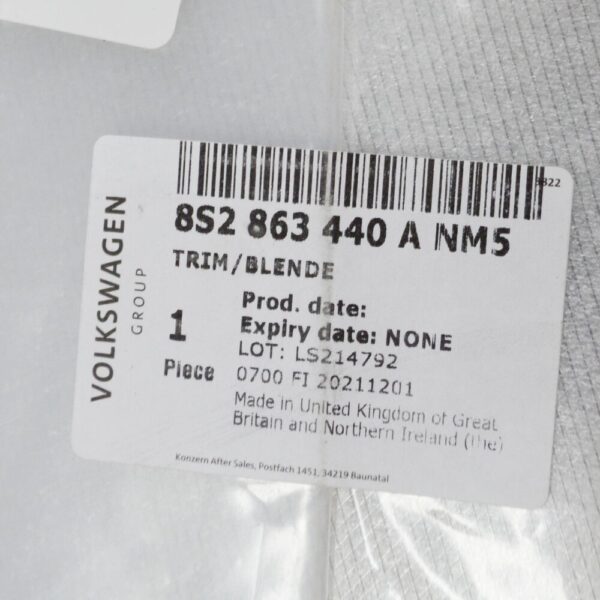 3322
8S2 863 440 A NM5
TRIM/BLENDE
VOLKSWAGEN
GROUP
Prod. date:
1
Expiry date: NONE
LOT: LS214792
Piece
0700 FI 20211201
Made in United Kingdom of Great
Britain and Northern Ireland (the)
Konzern After Sales, Postfach 1451, 34219 Baunatal